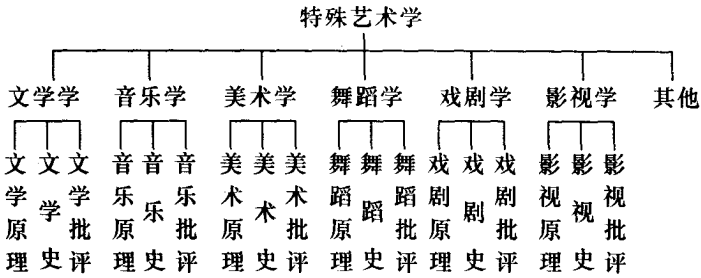 特殊艺术学
文学学 音乐学 美术学 舞蹈学 戏剧学 影视学 其他
文学原理 文学史 文学批评 音乐原理 音乐史 音乐批评 美术原理 美术史 美术批评 舞蹈原理 舞蹈史 舞蹈批评 戏剧原理 戏剧史 戏剧批评 影视原理 影视史 影视批评